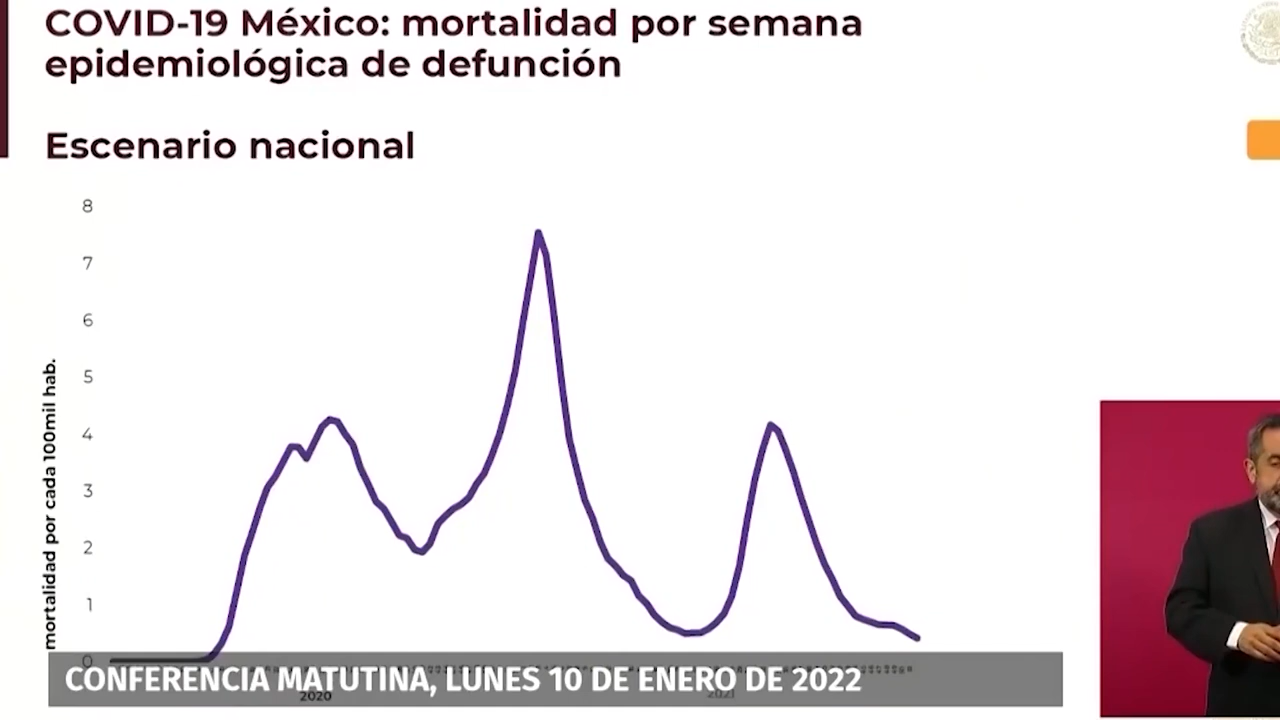 COVID-19 México: mortalidad por semana
epidemiológica de defunción
Escenario nacional
mortalidad por cada 100mil hab.
8
7
6
5
4
3
2
1
0
2020
2021
CONFERENCIA MATUTINA, LUNES 10 DE ENERO DE 2022